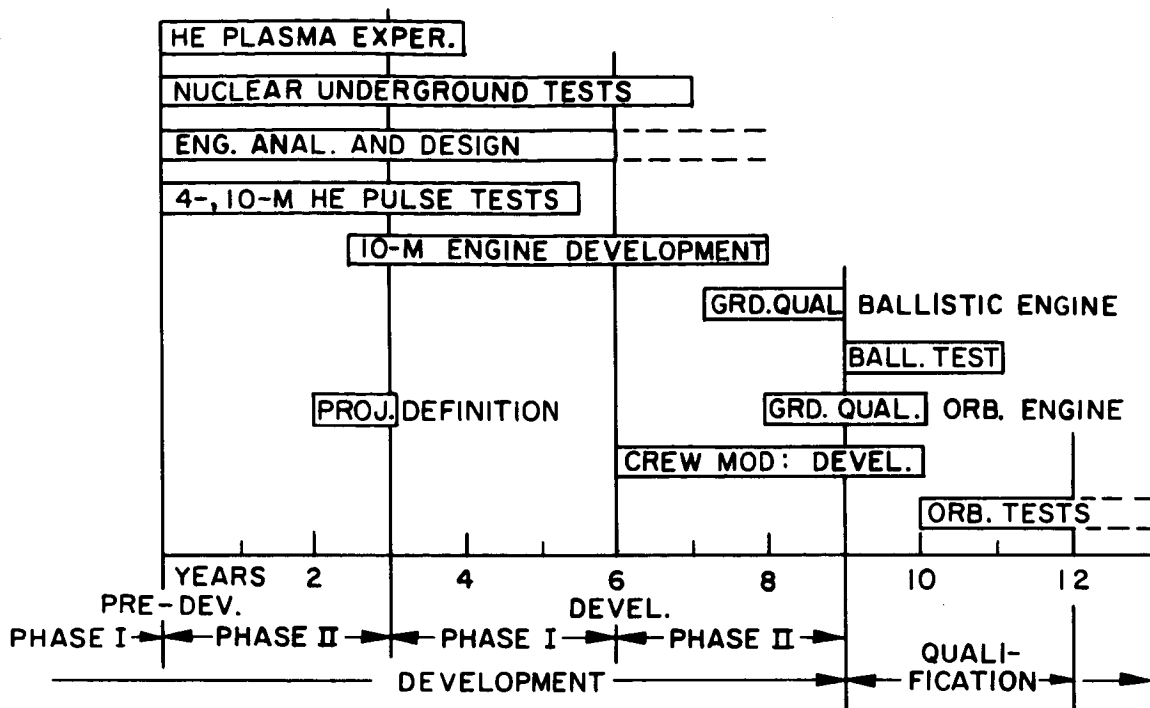 HE PLASMA EXPER.
NUCLEAR UNDERGROUND TESTS
ENG. ANAL. AND DESIGN
4-, 10-M HE PULSE TESTS
10-M ENGINE DEVELOPMENT
GRD. QUAL BALLISTIC ENGINE
BALL. TEST
PROJ. DEFINITION
GRD. QUAL. ORB. ENGINE
CREW MOD: DEVEL.
ORB. TESTS
YEARS 2 4 6 8 10 12
PRE-DEV. DEVEL.
PHASE I PHASE II PHASE I PHASE II
QUALI-
FICATION
DEVELOPMENT